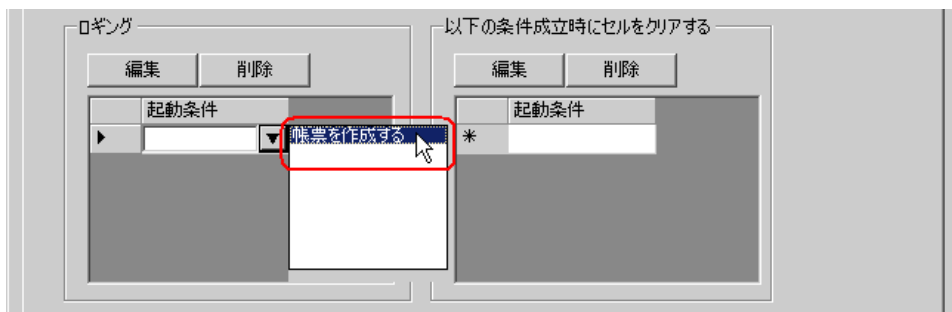 ロギング
編集 削除
起動条件
帳票を作成する
以下の条件成立時にセルをクリアする
編集 削除
起動条件